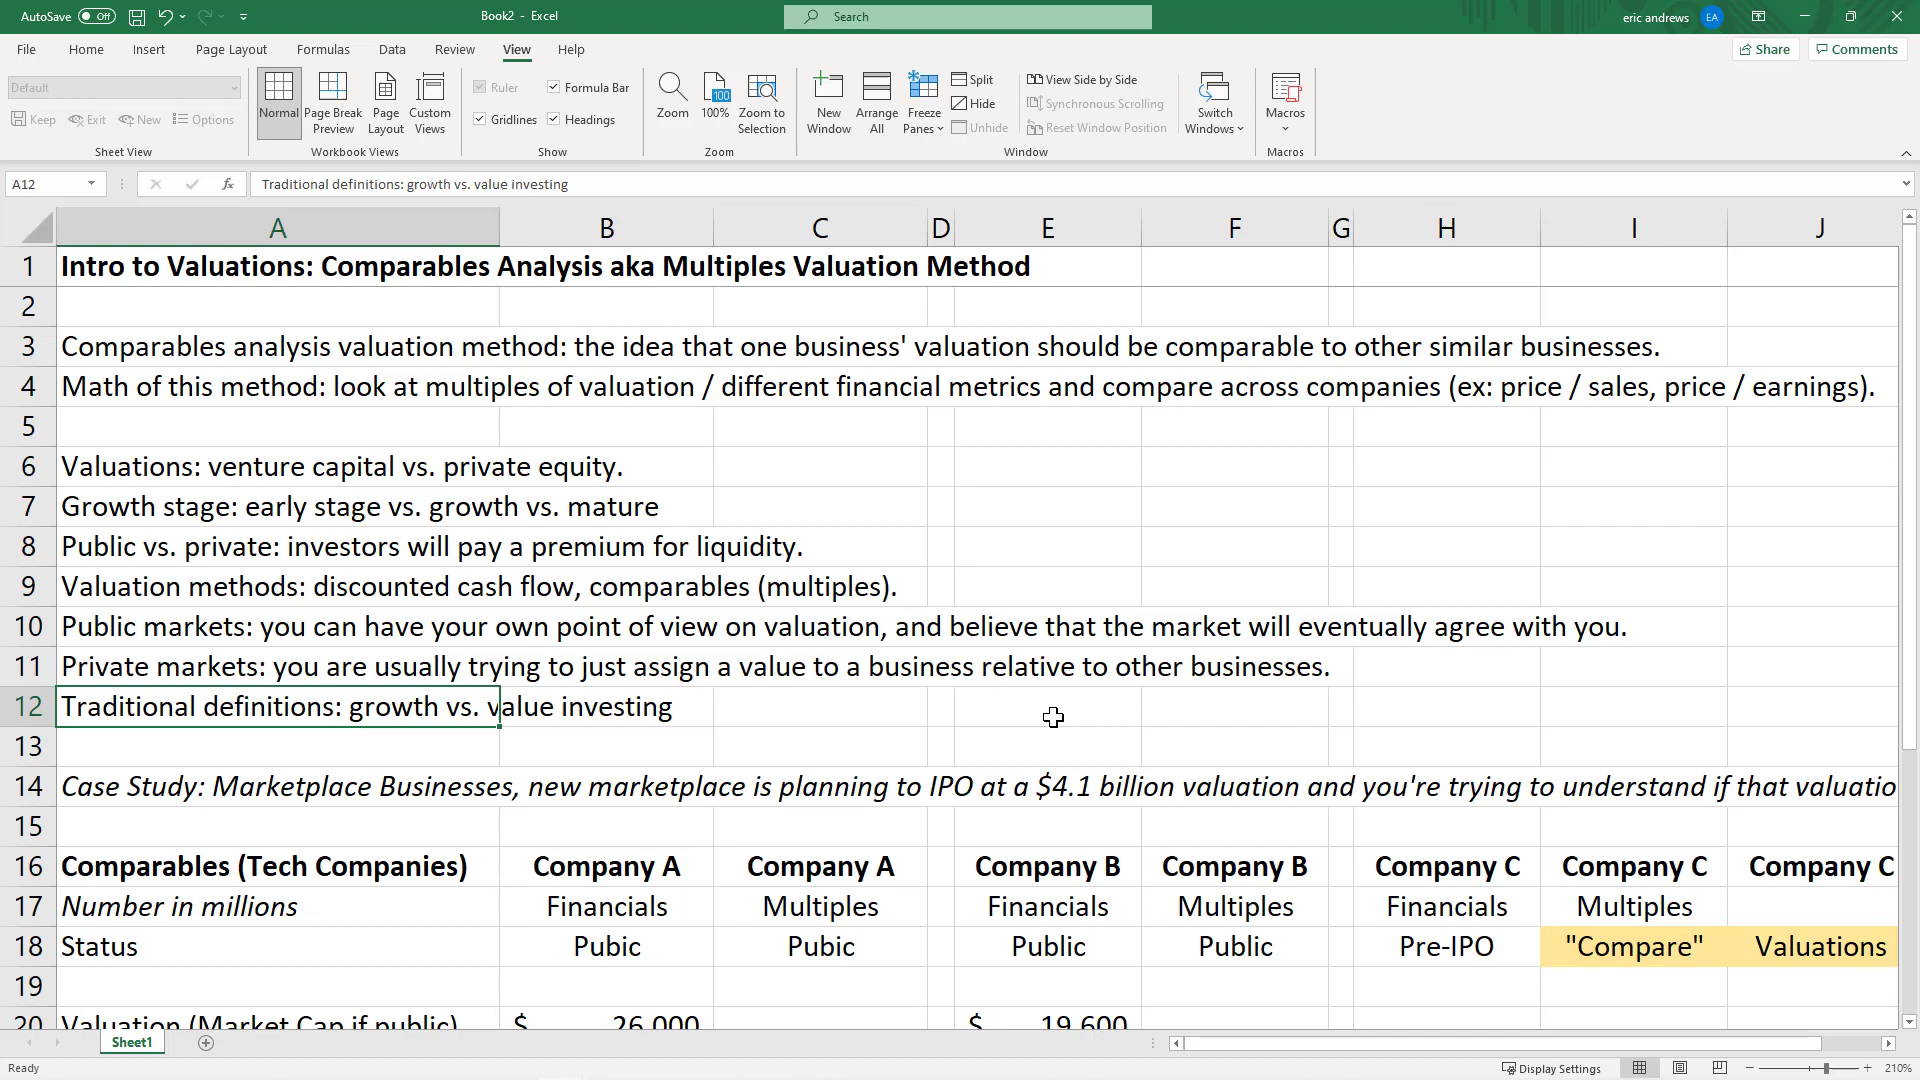 AutoSave Off Book2 - Excel Search eric andrews EA
File Home Insert Page Layout Formulas Data Review View Help Share Comments
Default
Keep Exit New Options
Sheet View
Normal Page Break Preview Page Layout Custom Views
Workbook Views
Ruler Formula Bar
Gridlines Headings
Show
Zoom 100% Zoom to Selection
Zoom
New Window Arrange All Freeze Panes
Split View Side by Side
Hide Synchronous Scrolling
Unhide Reset Window Position
Switch Windows
Window
Macros
Macros
A12 fx Traditional definitions: growth vs. value investing
A B C D E F G H I J
1 Intro to Valuations: Comparables Analysis aka Multiples Valuation Method
2
3 Comparables analysis valuation method: the idea that one business' valuation should be comparable to other similar businesses.
4 Math of this method: look at multiples of valuation / different financial metrics and compare across companies (ex: price / sales, price / earnings).
5
6 Valuations: venture capital vs. private equity.
7 Growth stage: early stage vs. growth vs. mature
8 Public vs. private: investors will pay a premium for liquidity.
9 Valuation methods: discounted cash flow, comparables (multiples).
10 Public markets: you can have your own point of view on valuation, and believe that the market will eventually agree with you.
11 Private markets: you are usually trying to just assign a value to a business relative to other businesses.
12 Traditional definitions: growth vs. value investing
13
14 Case Study: Marketplace Businesses, new marketplace is planning to IPO at a $4.1 billion valuation and you're trying to understand if that valuatio
15
16 Comparables (Tech Companies) Company A Company A Company B Company B Company C Company C Company C
17 Number in millions Financials Multiples Financials Multiples Financials Multiples
18 Status Pubic Pubic Public Public Pre-IPO "Compare" Valuations
19
20 Valuation (Market Cap if public) $ 26,000 $ 19,600
Sheet1
Ready Display Settings 210%